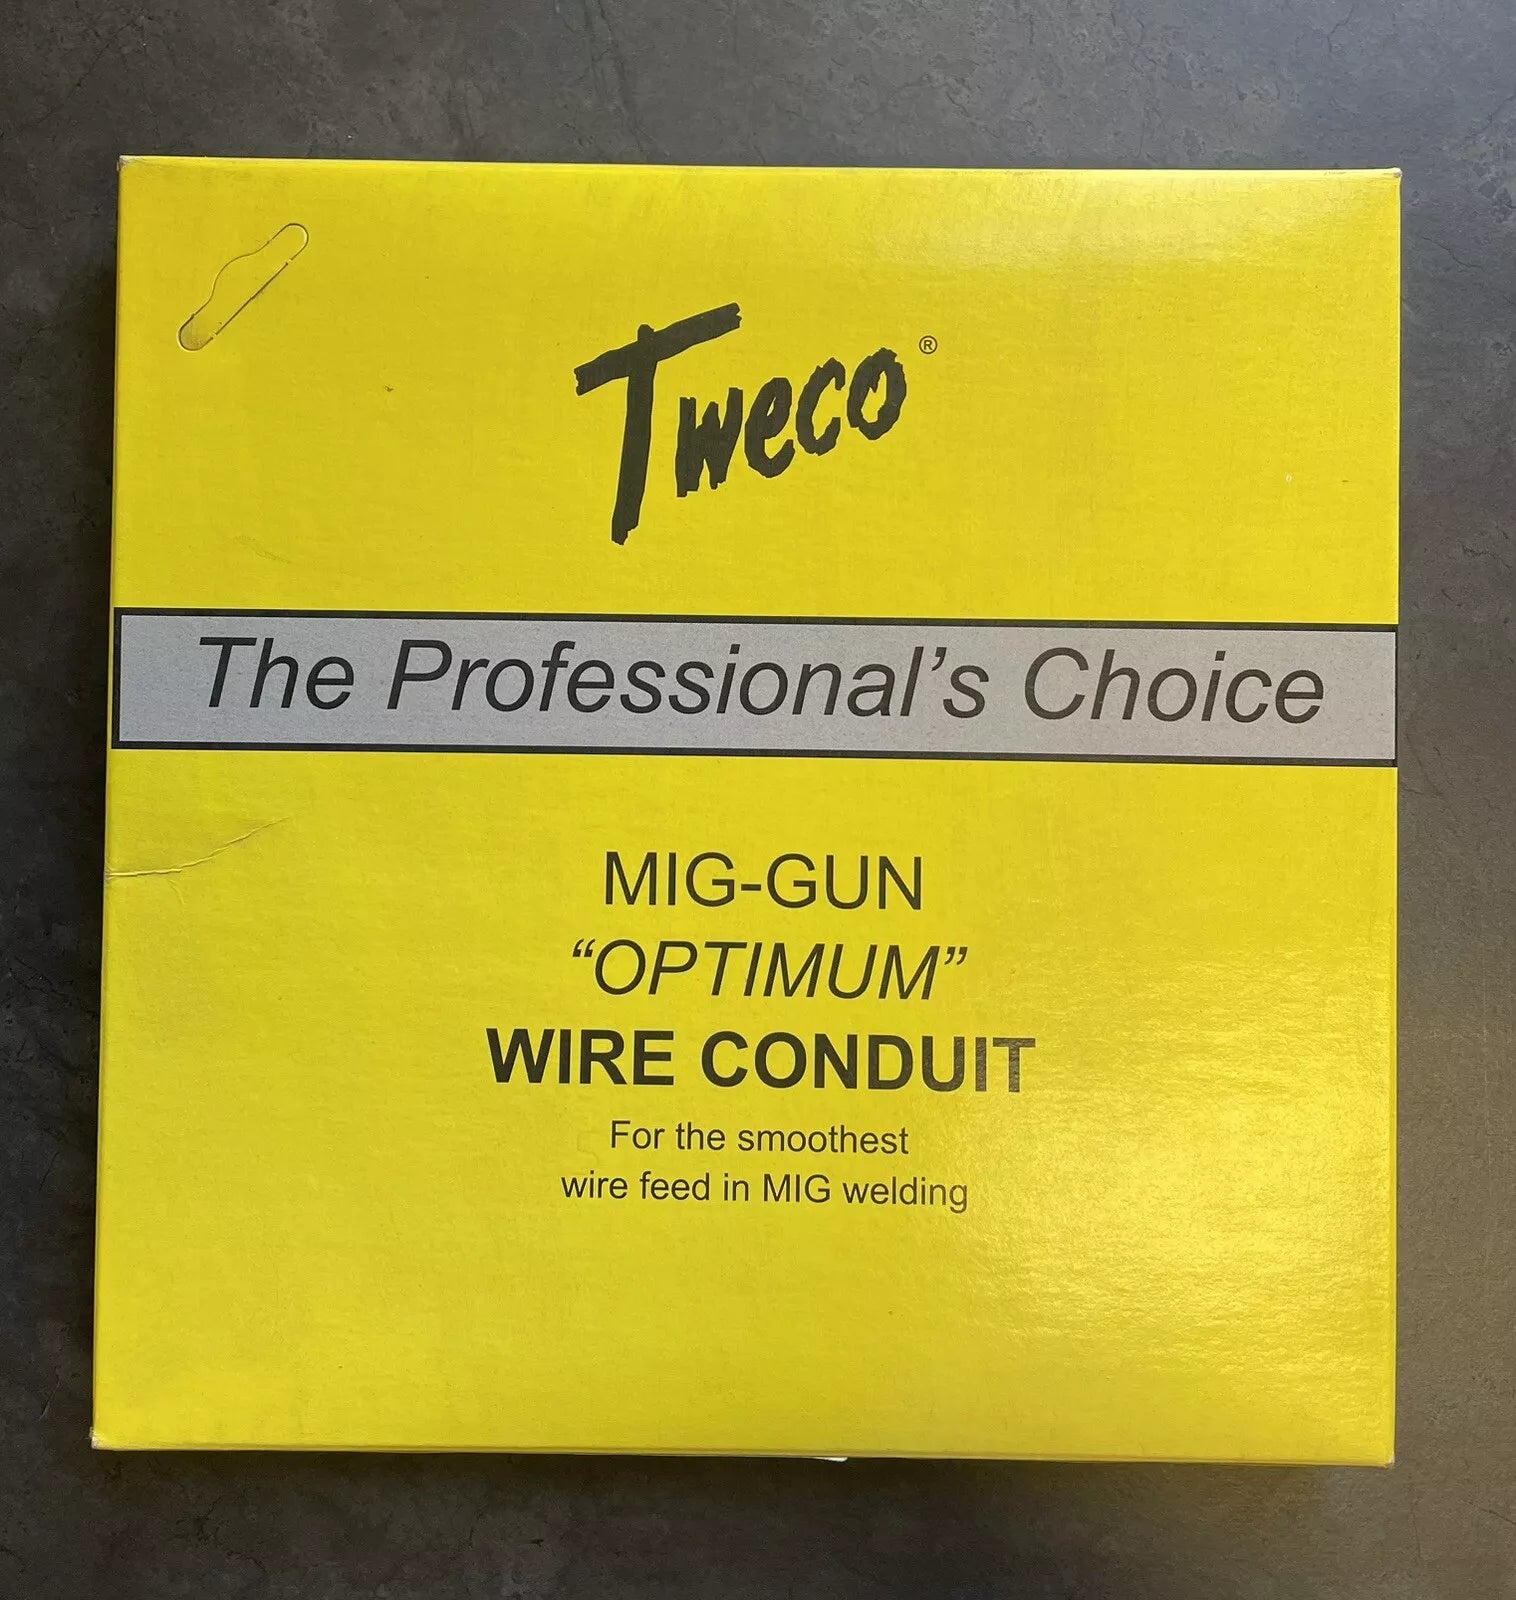 Tweco®
The Professional’s Choice
MIG-GUN
“OPTIMUM”
WIRE CONDUIT
For the smoothest
wire feed in MIG welding